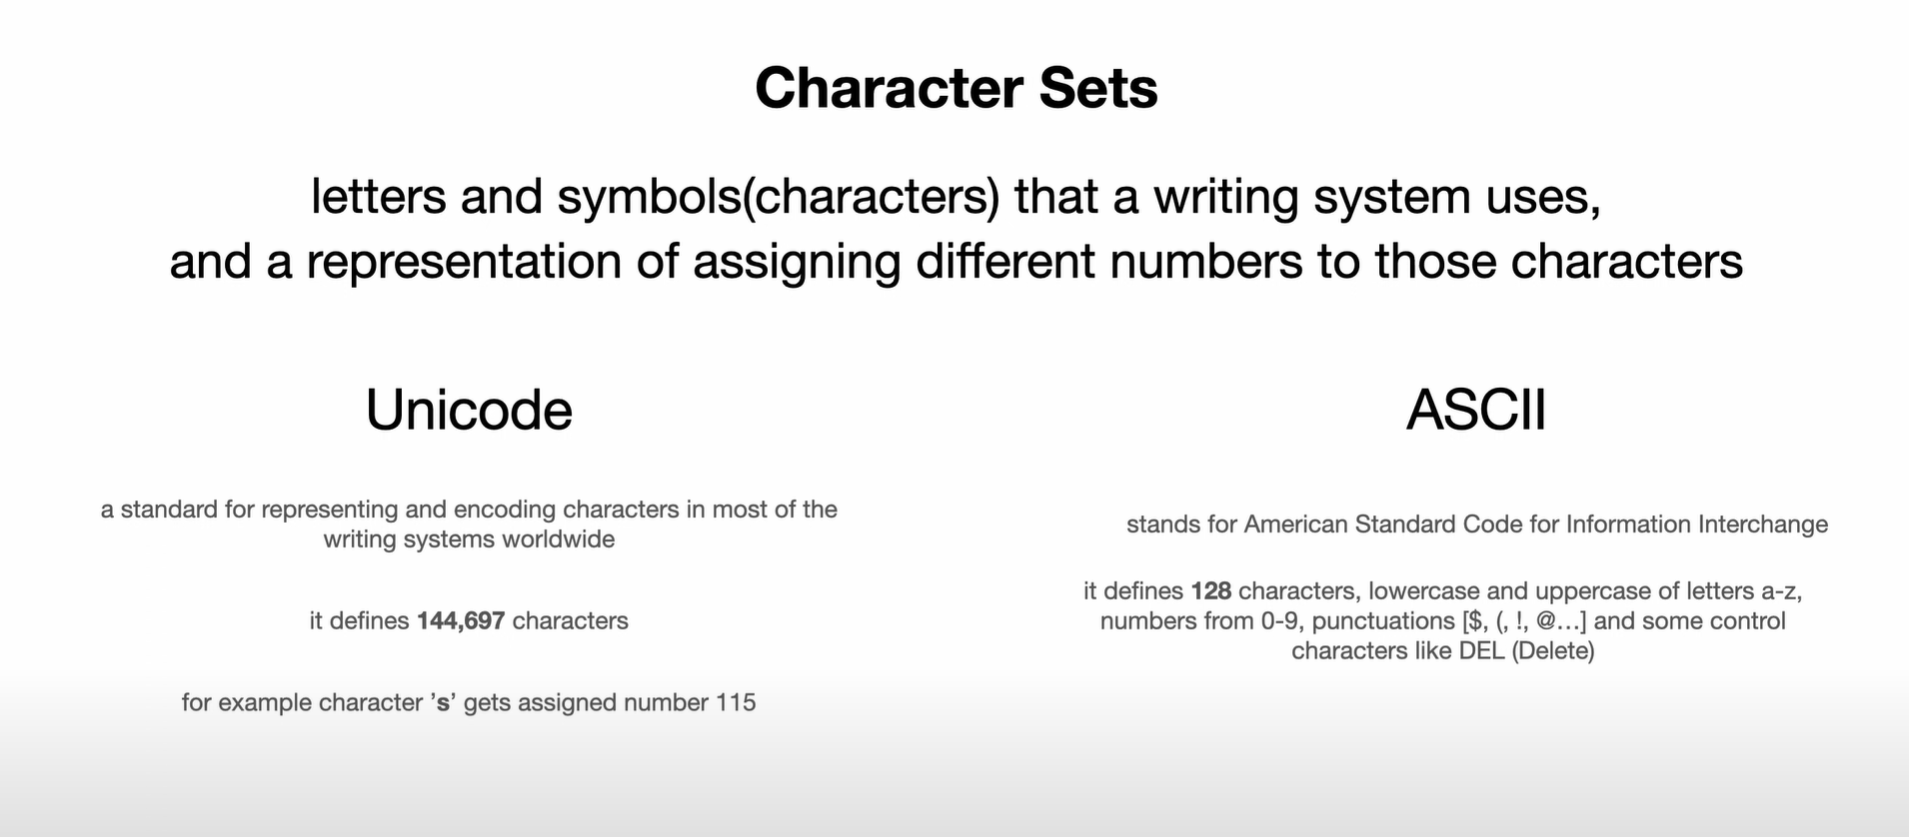 Character Sets
letters and symbols(characters) that a writing system uses,
and a representation of assigning different numbers to those characters
Unicode
a standard for representing and encoding characters in most of the
writing systems worldwide
it defines 144,697 characters
for example character ’s’ gets assigned number 115
ASCII
stands for American Standard Code for Information Interchange
it defines 128 characters, lowercase and uppercase of letters a-z,
numbers from 0-9, punctuations [$, (, !, @…] and some control
characters like DEL (Delete)